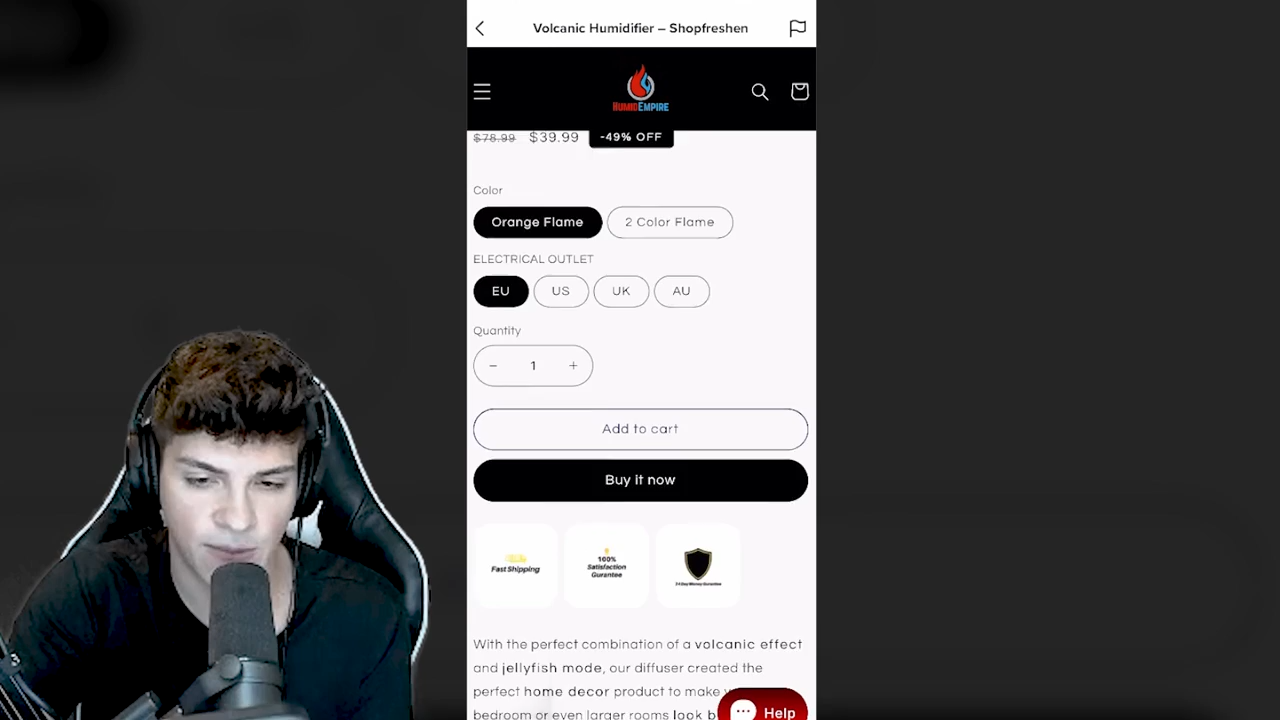 Volcanic Humidifier – Shopfreshen
HUMIDEMPIRE
$78.99 $39.99 -49% OFF
Color
Orange Flame 2 Color Flame
ELECTRICAL OUTLET
EU US UK AU
Quantity
− 1 +
Add to cart
Buy it now
Fast Shipping
100%
Satisfaction
Gurantee
With the perfect combination of a volcanic effect
and jellyfish mode, our diffuser created the
perfect home decor product to make
bedroom or even larger rooms look
Help